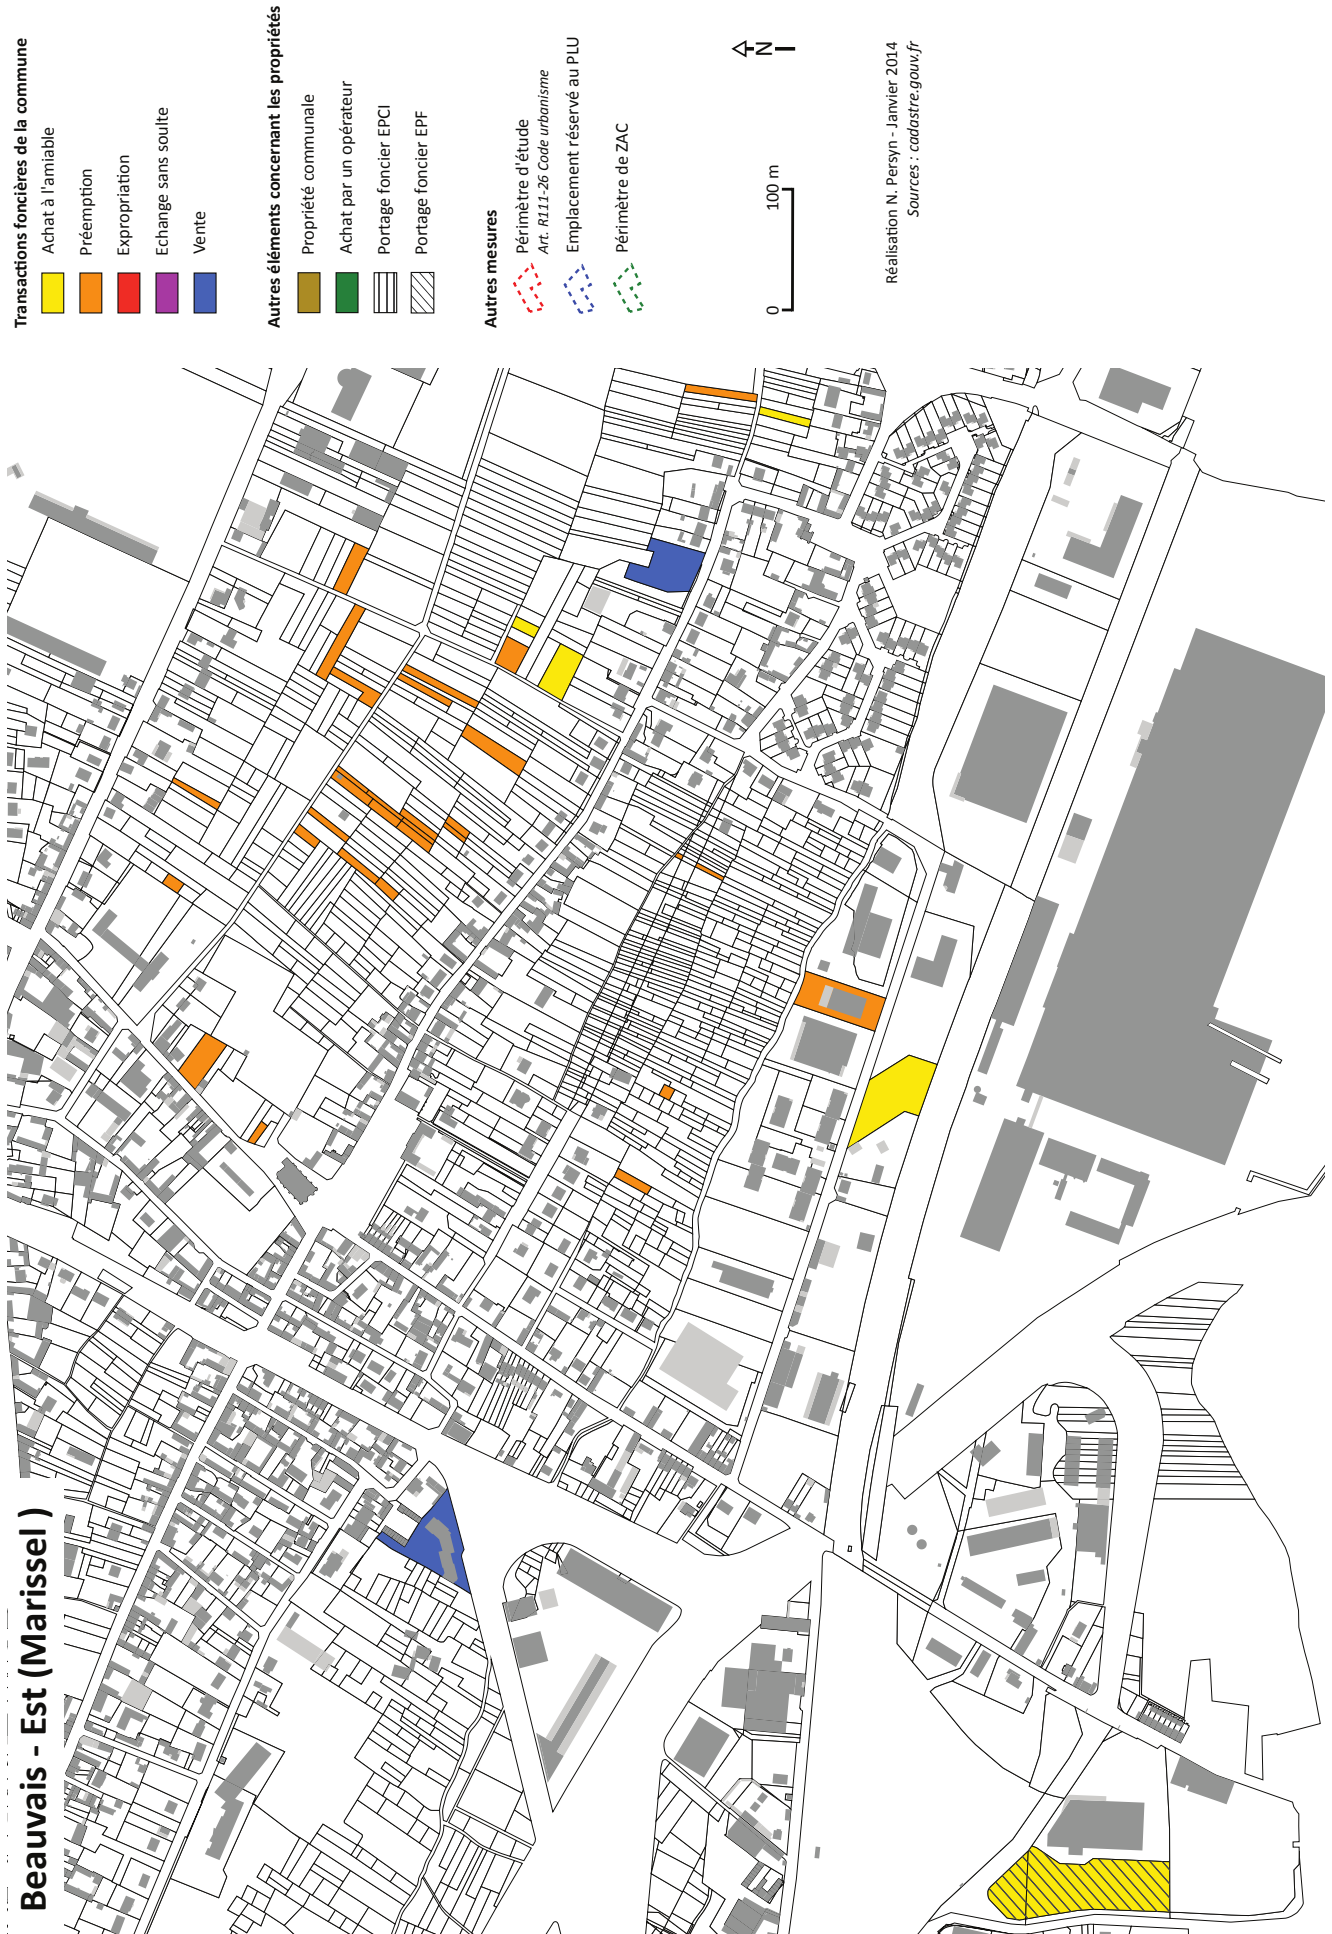 Beauvais - Est (Marissel )
Transactions foncières de la commune
Achat à l'amiable
Préemption
Expropriation
Echange sans soulte
Vente
Autres éléments concernant les propriétés
Propriété communale
Achat par un opérateur
Portage foncier EPCI
Portage foncier EPF
Autres mesures
Périmètre d'étude
Art. R111-26 Code urbanisme
Emplacement réservé au PLU
Périmètre de ZAC
N
0 100 m
Réalisation N. Persyn - Janvier 2014
Sources : cadastre.gouv.fr